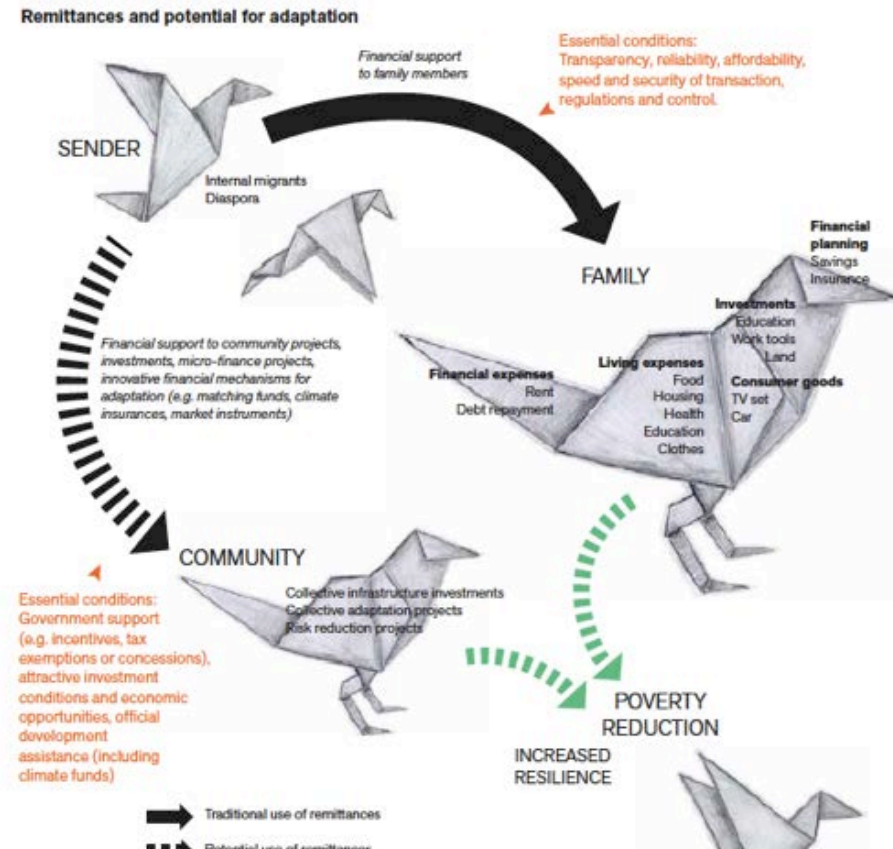 Remittances and potential for adaptation
Financial support
to family members
Essential conditions:
Transparency, reliability, affordability,
speed and security of transaction,
regulations and control.
SENDER
Internal migrants
Diaspora
FAMILY
Financial
planning
Savings
Insurance
Investments
Education
Work tools
Land
Financial expenses
Rent
Debt repayment
Living expenses
Food
Housing
Health
Education
Clothes
Consumer goods
TV set
Car
Financial support to community projects,
investments, micro-finance projects,
innovative financial mechanisms for
adaptation (e.g. matching funds, climate
insurances, market instruments)
COMMUNITY
Collective infrastructure investments
Collective adaptation projects
Risk reduction projects
Essential conditions:
Government support
(e.g. incentives, tax
exemptions or concessions),
attractive investment
conditions and economic
opportunities, official
development
assistance (including
climate funds)
POVERTY
REDUCTION
INCREASED
RESILIENCE
Traditional use of remittances
Potential use of remittances